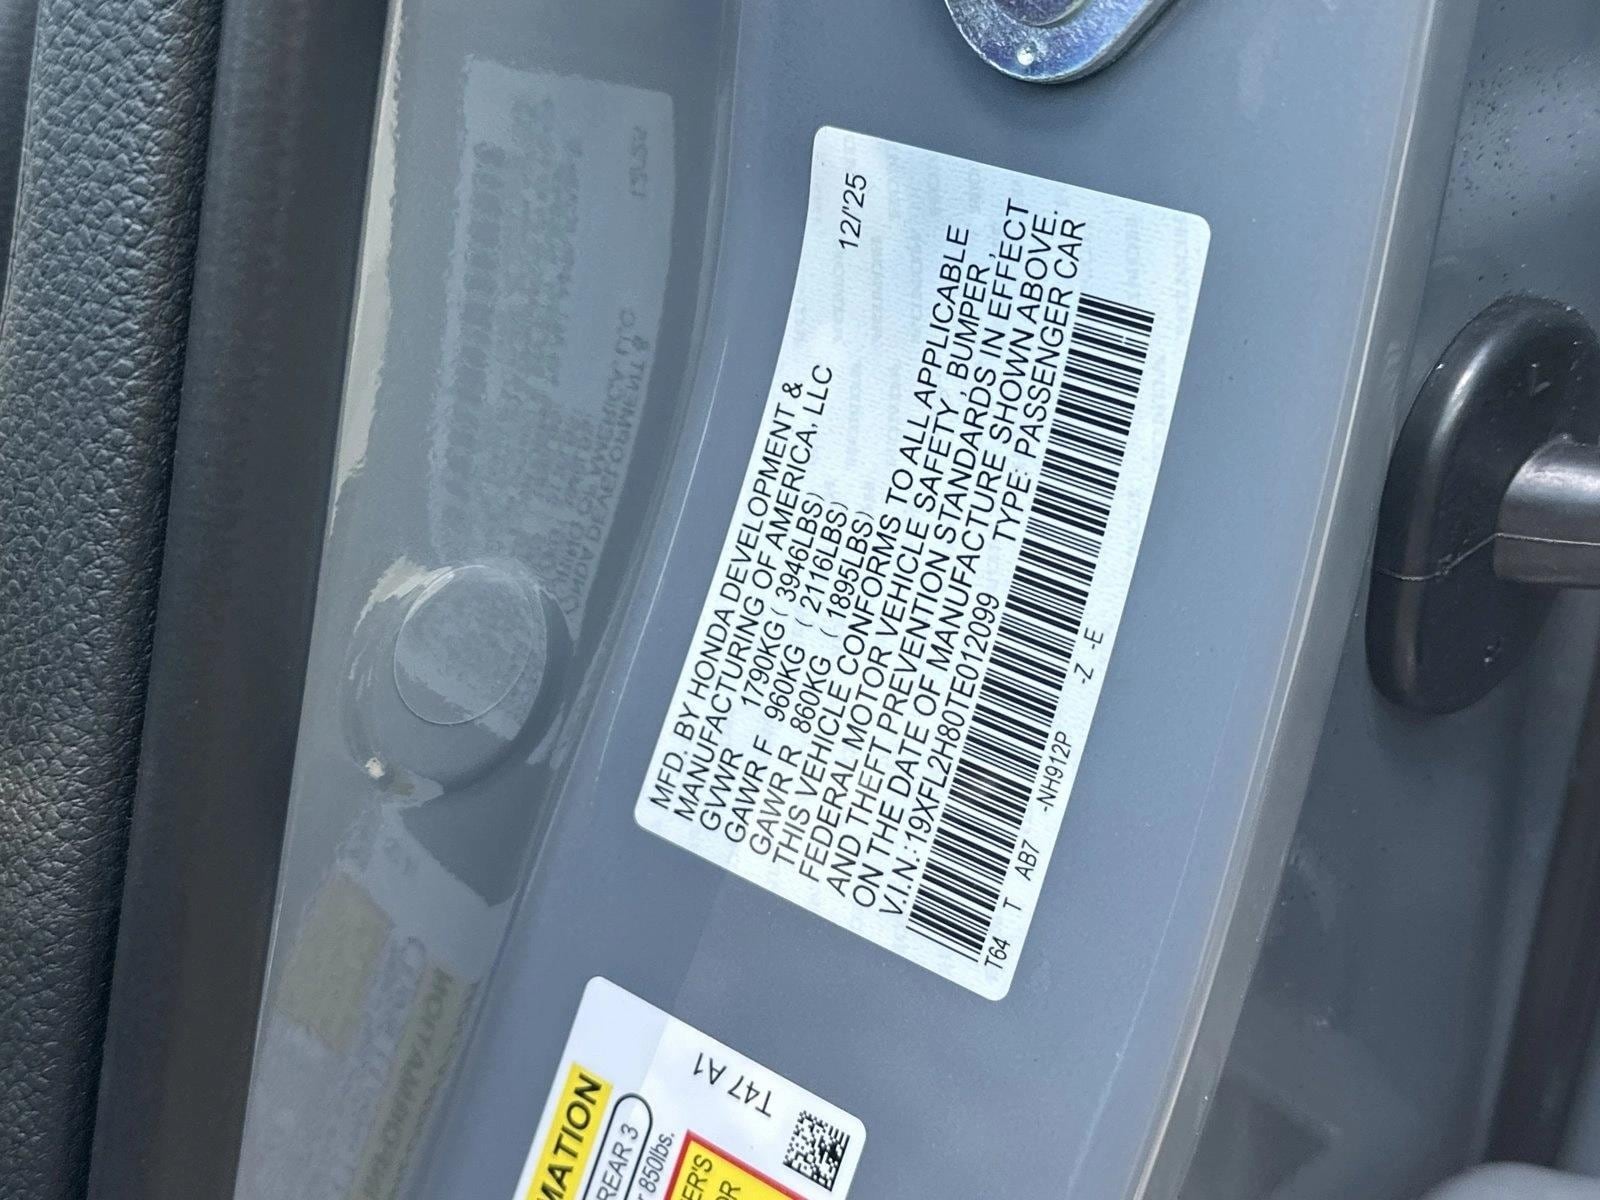 12/'25
MFD. BY HONDA DEVELOPMENT &
MANUFACTURING OF AMERICA, LLC
GVWR 1790KG ( 3946LBS)
GAWR F 960KG ( 2116LBS)
GAWR R 860KG ( 1895LBS)
THIS VEHICLE CONFORMS TO ALL APPLICABLE
FEDERAL MOTOR VEHICLE SAFETY, BUMPER,
AND THEFT PREVENTION STANDARDS IN EFFECT
ON THE DATE OF MANUFACTURE SHOWN ABOVE.
V.I.N.:19XFL2H80TE012099 TYPE: PASSENGER CAR
T64 T AB7 -NH912P -Z -E
T47 A1
MATION
REAR 3
850lbs.